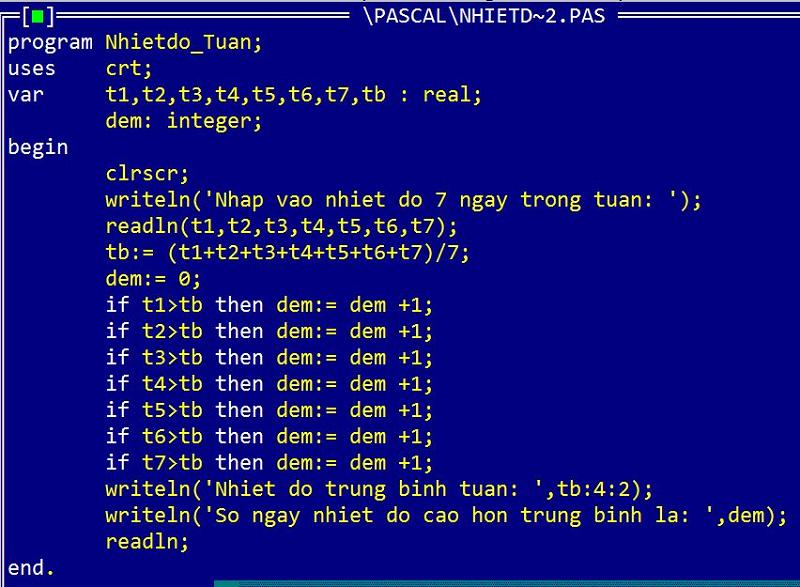 [■] \PASCAL\NHIETD~2.PAS
program Nhietdo_Tuan;
uses    crt;
var     t1,t2,t3,t4,t5,t6,t7,tb : real;
        dem: integer;
begin
        clrscr;
        writeln('Nhap vao nhiet do 7 ngay trong tuan: ');
        readln(t1,t2,t3,t4,t5,t6,t7);
        tb:= (t1+t2+t3+t4+t5+t6+t7)/7;
        dem:= 0;
        if t1>tb then dem:= dem +1;
        if t2>tb then dem:= dem +1;
        if t3>tb then dem:= dem +1;
        if t4>tb then dem:= dem +1;
        if t5>tb then dem:= dem +1;
        if t6>tb then dem:= dem +1;
        if t7>tb then dem:= dem +1;
        writeln('Nhiet do trung binh tuan: ',tb:4:2);
        writeln('So ngay nhiet do cao hon trung binh la: ',dem);
        readln;
end.